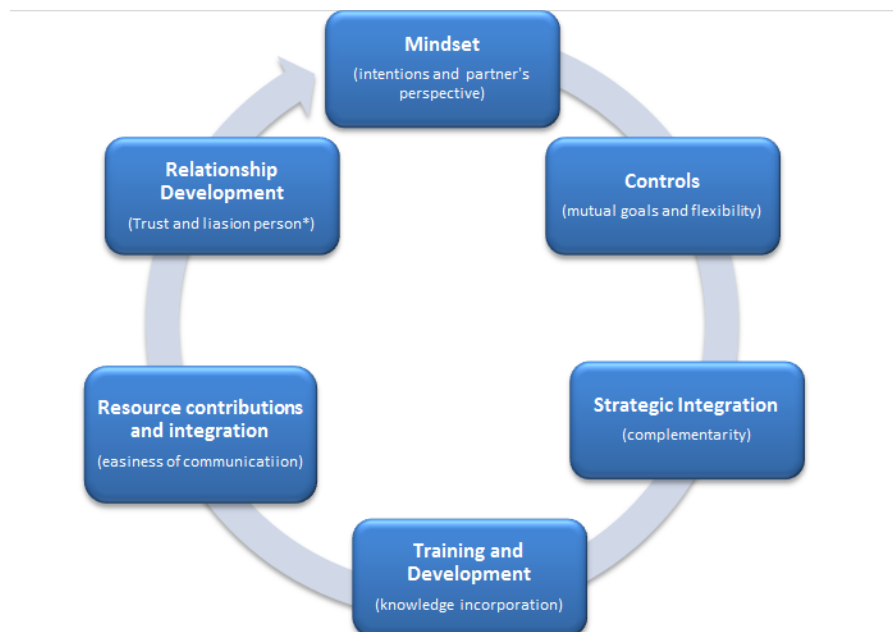 Mindset
(intentions and partner's
perspective)
Controls
(mutual goals and flexibility)
Strategic Integration
(complementarity)
Training and
Development
(knowledge incorporation)
Resource contributions
and integration
(easiness of communicatiion)
Relationship
Development
(Trust and liasion person*)